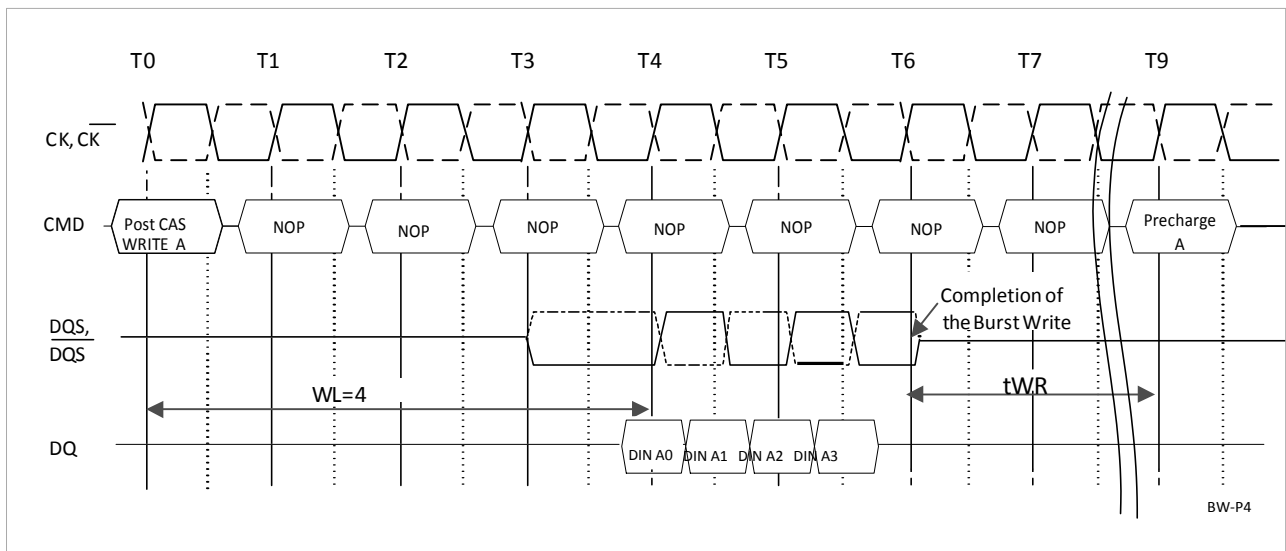 T0 T1 T2 T3 T4 T5 T6 T7 T9
CK, CK
CMD
Post CAS
WRITE A
NOP NOP NOP NOP NOP NOP NOP
Precharge
A
DQS,
DQS
Completion of
the Burst Write
WL=4
tWR
DQ
DIN A0 DIN A1 DIN A2 DIN A3
BW-P4